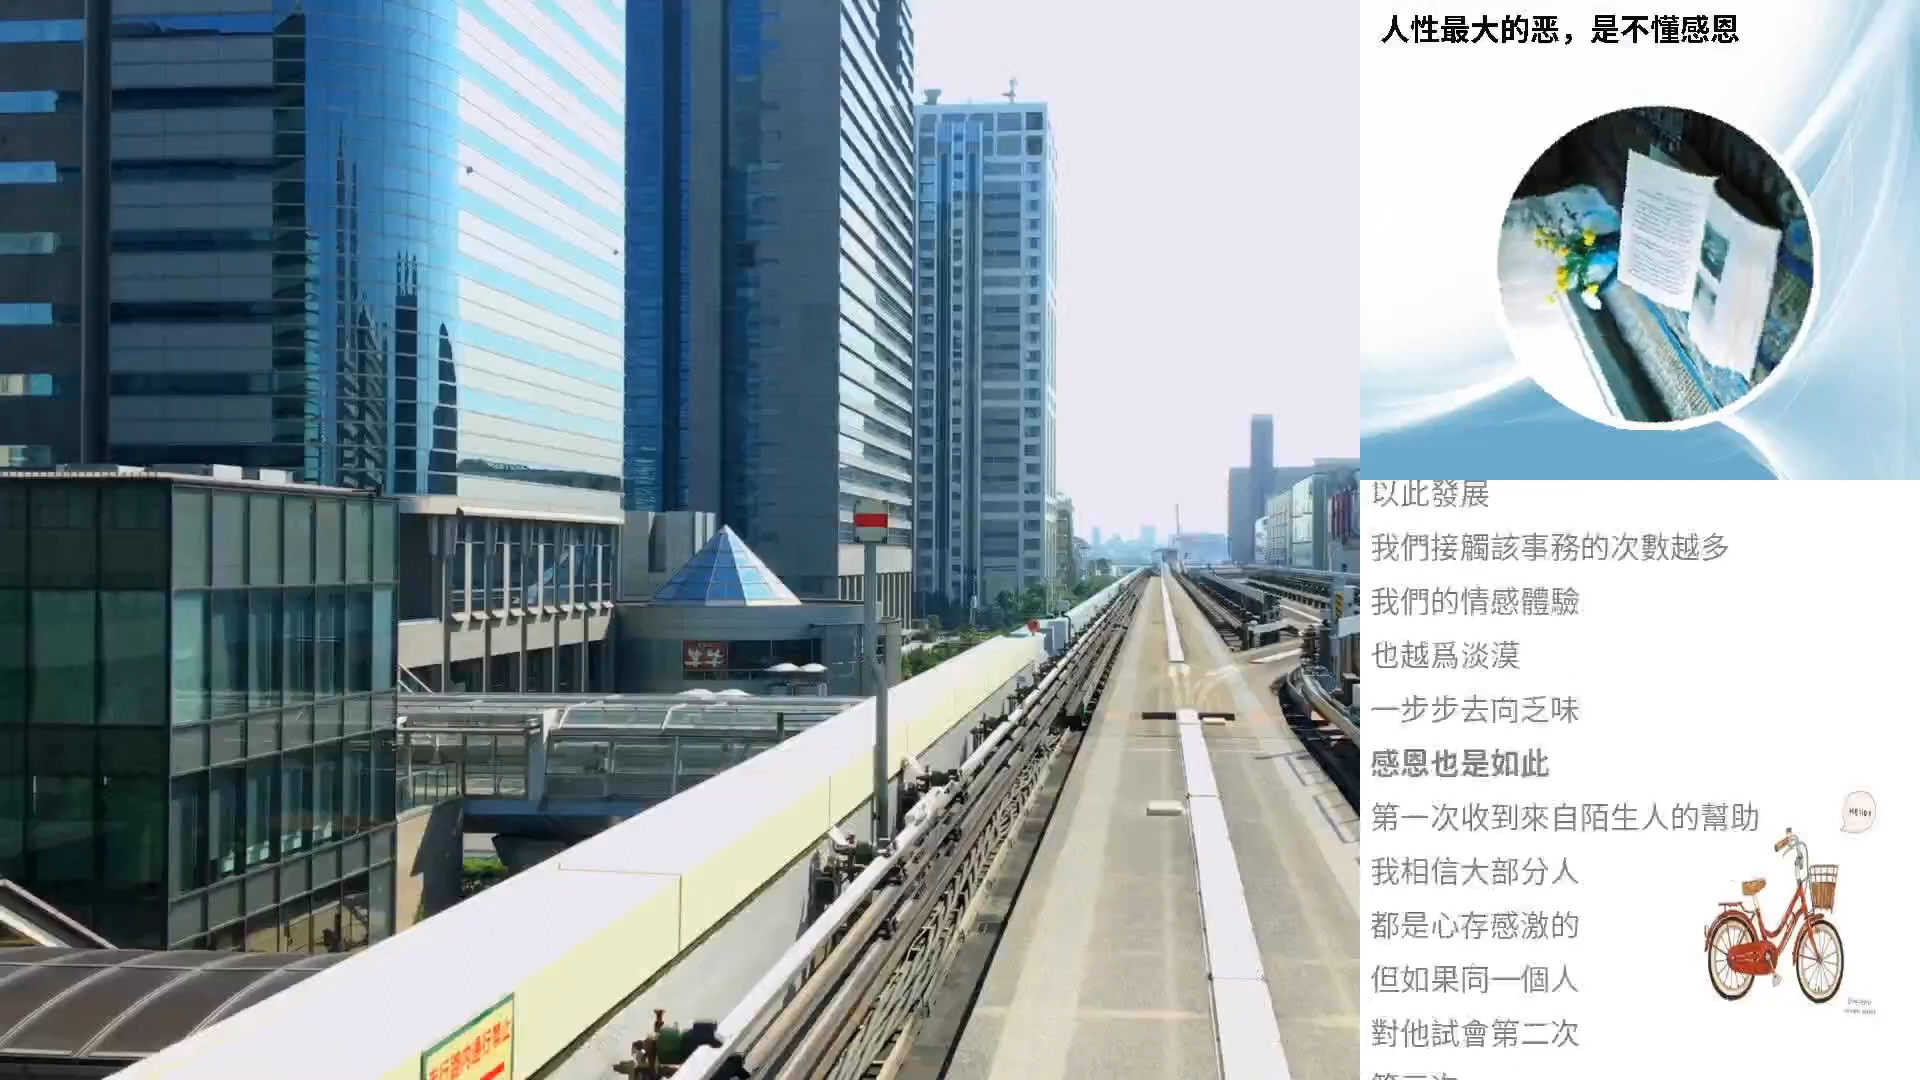 人性最大的恶，是不懂感恩
以此發展
我們接觸該事務的次數越多
我們的情感體驗
也越爲淡漠
一步步去向乏味
感恩也是如此
第一次收到來自陌生人的幫助
Hello!
我相信大部分人
都是心存感激的
但如果同一個人
對他試會第二次
笑笑